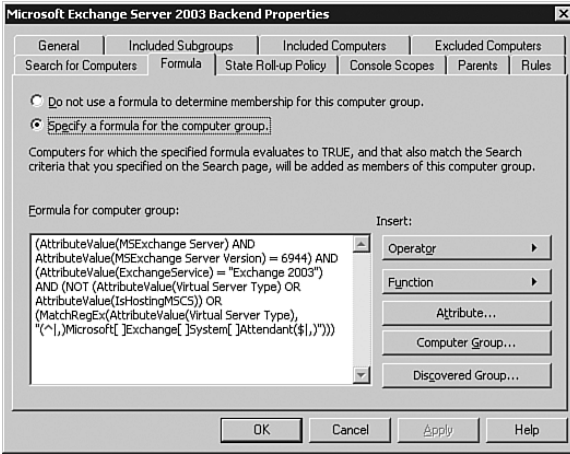 Microsoft Exchange Server 2003 Backend Properties
General
Included Subgroups
Included Computers
Excluded Computers
Search for Computers
Formula
State Roll-up Policy
Console Scopes
Parents
Rules
Do not use a formula to determine membership for this computer group.
Specify a formula for the computer group.
Computers for which the specified formula evaluates to TRUE, and that also match the Search
criteria that you specified on the Search page, will be added as members of this computer group.
Formula for computer group:
Insert:
(AttributeValue(MSExchange Server) AND
AttributeValue(MSExchange Server Version) = 6944) AND
(AttributeValue(ExchangeService) = "Exchange 2003")
AND (NOT (AttributeValue(Virtual Server Type) OR
AttributeValue(IsHostingMSCS)) OR
(MatchRegEx(AttributeValue(Virtual Server Type),
"(^|,)Microsoft[ ]Exchange[ ]System[ ]Attendant($|,)")))
Operator
Function
Attribute...
Computer Group...
Discovered Group...
OK
Cancel
Apply
Help